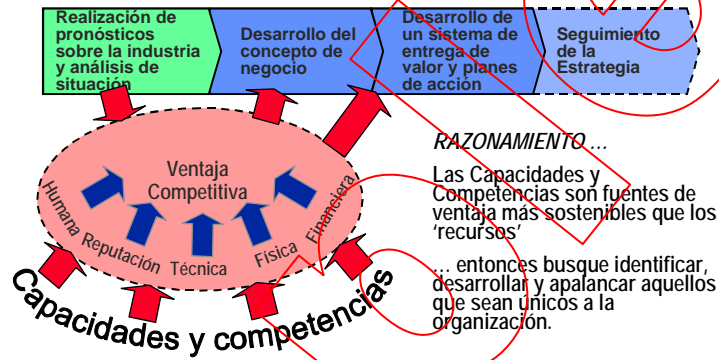 Realización de
pronósticos
sobre la industria
y análisis de
situación
Desarrollo del
concepto de
negocio
Desarrollo de
un sistema de
entrega de
valor y planes
de acción
Seguimiento
de la
Estrategia
Ventaja
Competitiva
Humana
Reputación
Técnica
Física
Financiera
Capacidades y competencias
RAZONAMIENTO ...
Las Capacidades y
Competencias son fuentes de
ventaja más sostenibles que los
'recursos'
... entonces busque identificar,
desarrollar y apalancar aquellos
que sean únicos a la
organización.